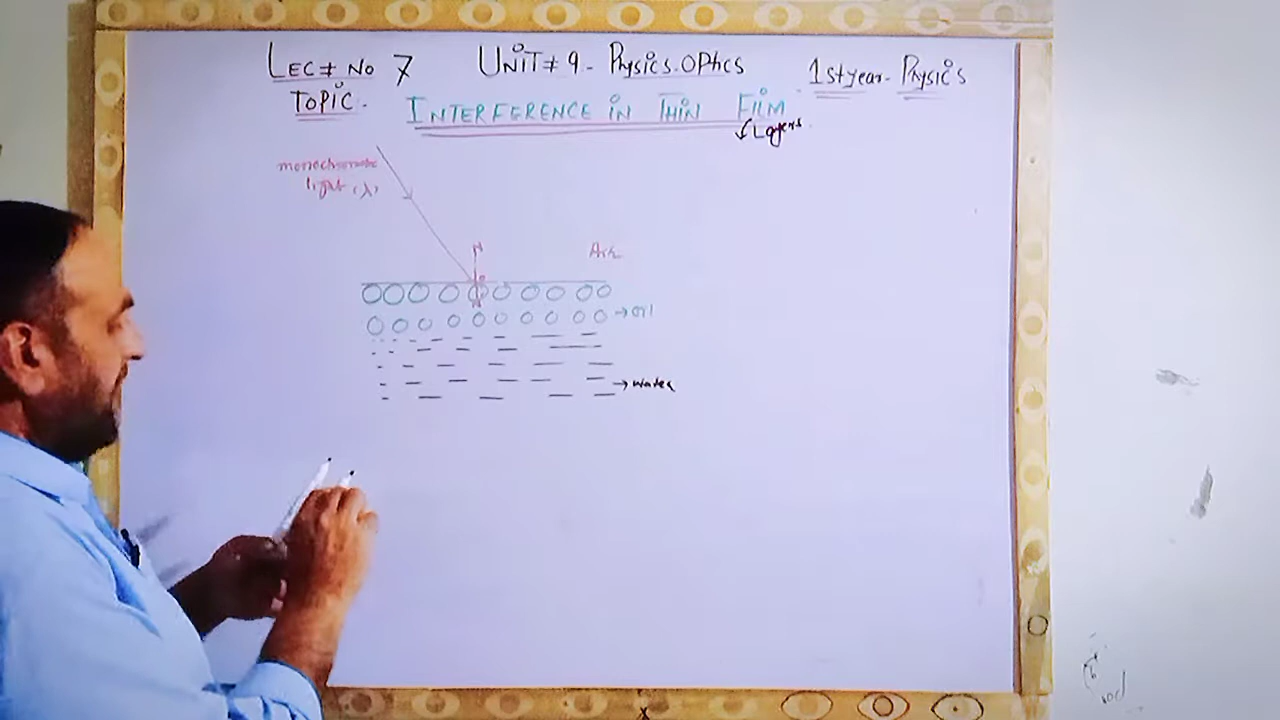 LEC # NO 7 UNIT # 9 - PHYSICS.OPTICS 1st year - PHYSICS
TOPIC - INTERFERENCE IN THIN FILM
Layers
monochromatic
light (λ)
N
Air
→ oil
→ water